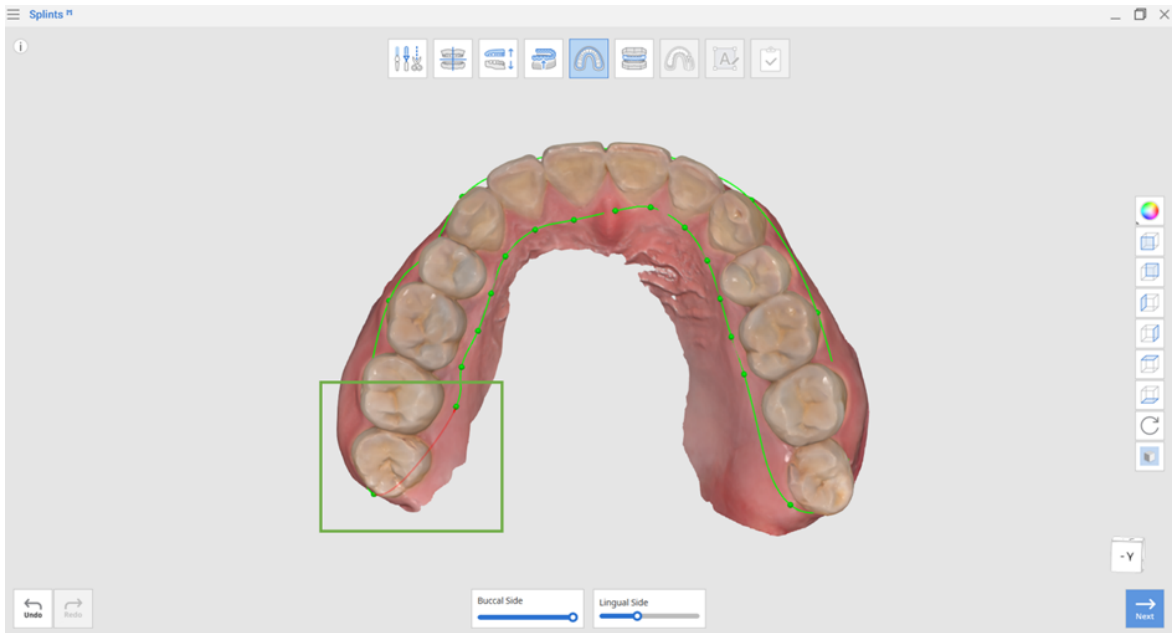 Splints M
i
A
Buccal Side
Lingual Side
Undo
Redo
- Y
Next